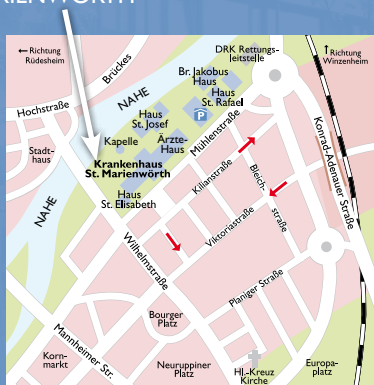 RIENWÖRTH
DRK Rettungs-
leitstelle
←Richtung
Rüdesheim
↑Richtung
Winzenheim
Brückes
Br. Jakobus
Haus
Haus
St. Rafael
NAHE
Haus
St. Josef
P
Hochstraße
Kapelle
Ärzte-
Haus
Mühlenstraße
Stadt-
haus
Krankenhaus
St. Marienwörth
Kilianstraße
Bleich-
straße
Konrad-Adenauer Straße
Haus
St. Elisabeth
NAHE
Viktoriastraße
Wilhelmstraße
Planiger Straße
Bourger
Platz
Mannheimer Str.
Korn-
markt
Neuruppiner
Platz
Hl.-Kreuz
Kirche
Europa-
platz